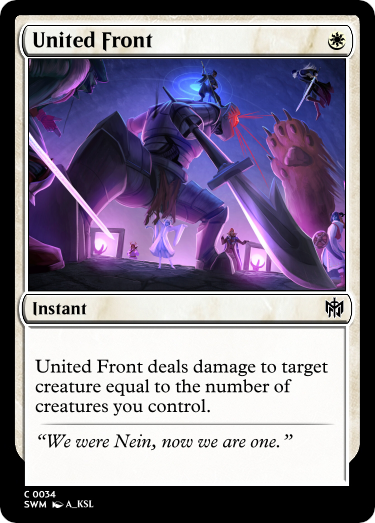 United Front
Instant
United Front deals damage to target
creature equal to the number of
creatures you control.
“We were Nein, now we are one.”
C 0034
SWM A_KSL